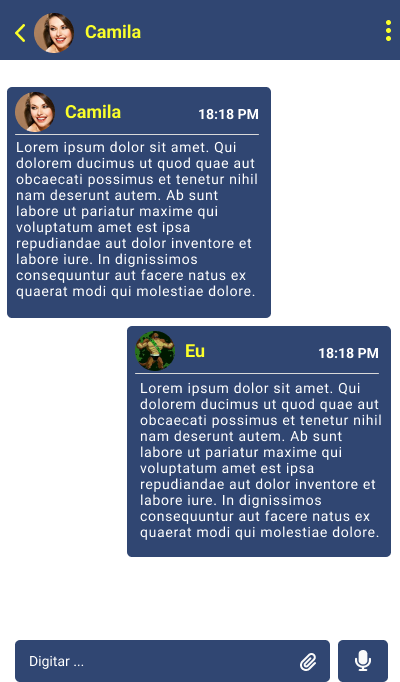 Camila
Camila
18:18 PM
Lorem ipsum dolor sit amet. Qui
dolorem ducimus ut quod quae aut
obcaecati possimus et tenetur nihil
nam deserunt autem. Ab sunt
labore ut pariatur maxime qui
voluptatum amet est ipsa
repudiandae aut dolor inventore et
labore iure. In dignissimos
consequuntur aut facere natus ex
quaerat modi qui molestiae dolore.
Eu
18:18 PM
Lorem ipsum dolor sit amet. Qui
dolorem ducimus ut quod quae aut
obcaecati possimus et tenetur nihil
nam deserunt autem. Ab sunt
labore ut pariatur maxime qui
voluptatum amet est ipsa
repudiandae aut dolor inventore et
labore iure. In dignissimos
consequuntur aut facere natus ex
quaerat modi qui molestiae dolore.
Digitar ...